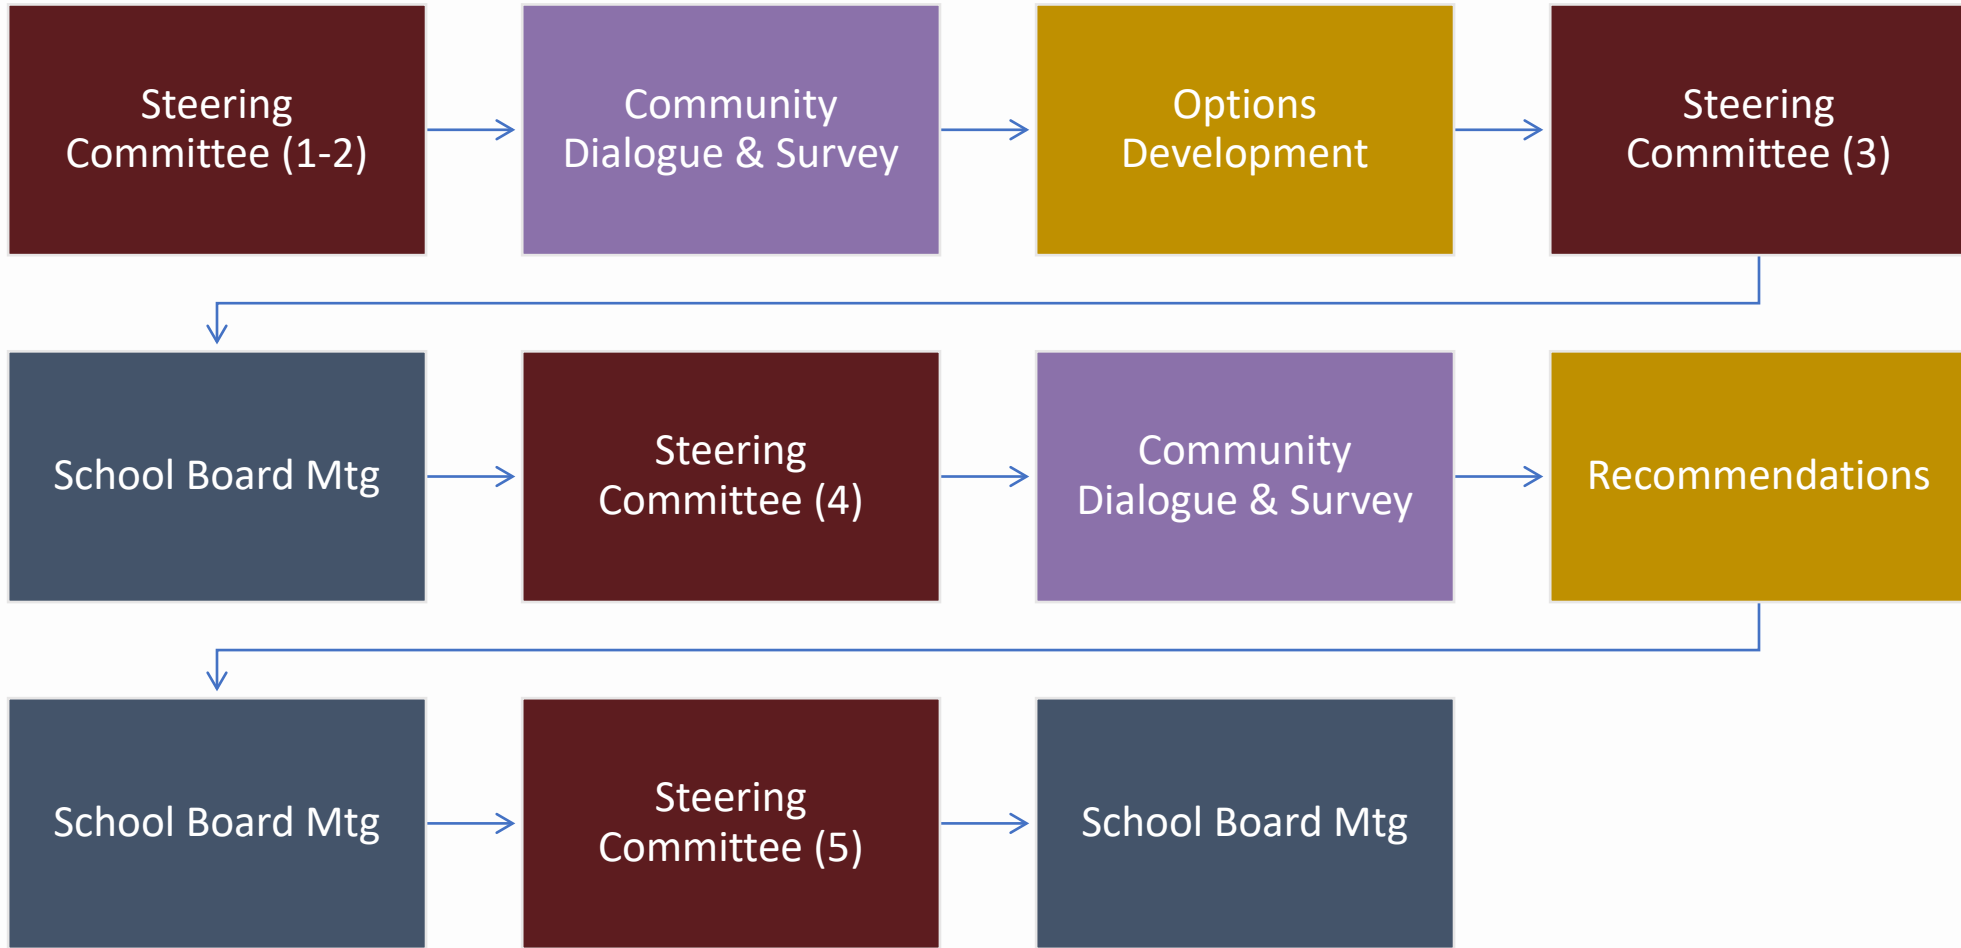 Steering
Committee (1-2)
Community
Dialogue & Survey
Options
Development
Steering
Committee (3)
School Board Mtg
Steering
Committee (4)
Community
Dialogue & Survey
Recommendations
School Board Mtg
Steering
Committee (5)
School Board Mtg